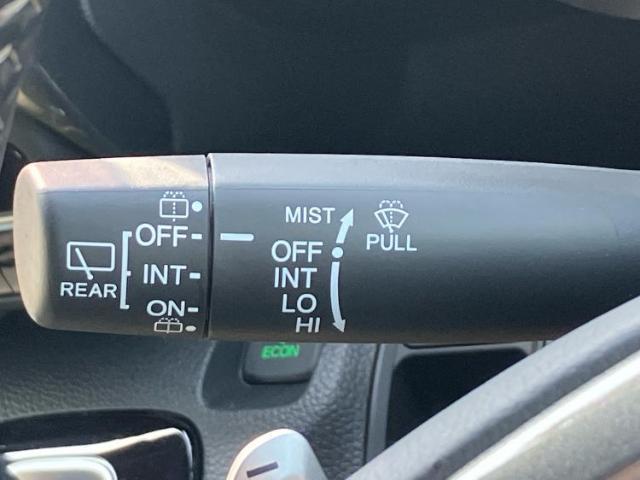 OFF
INT
ON
REAR
MIST
OFF
INT
LO
HI
PULL
ECON